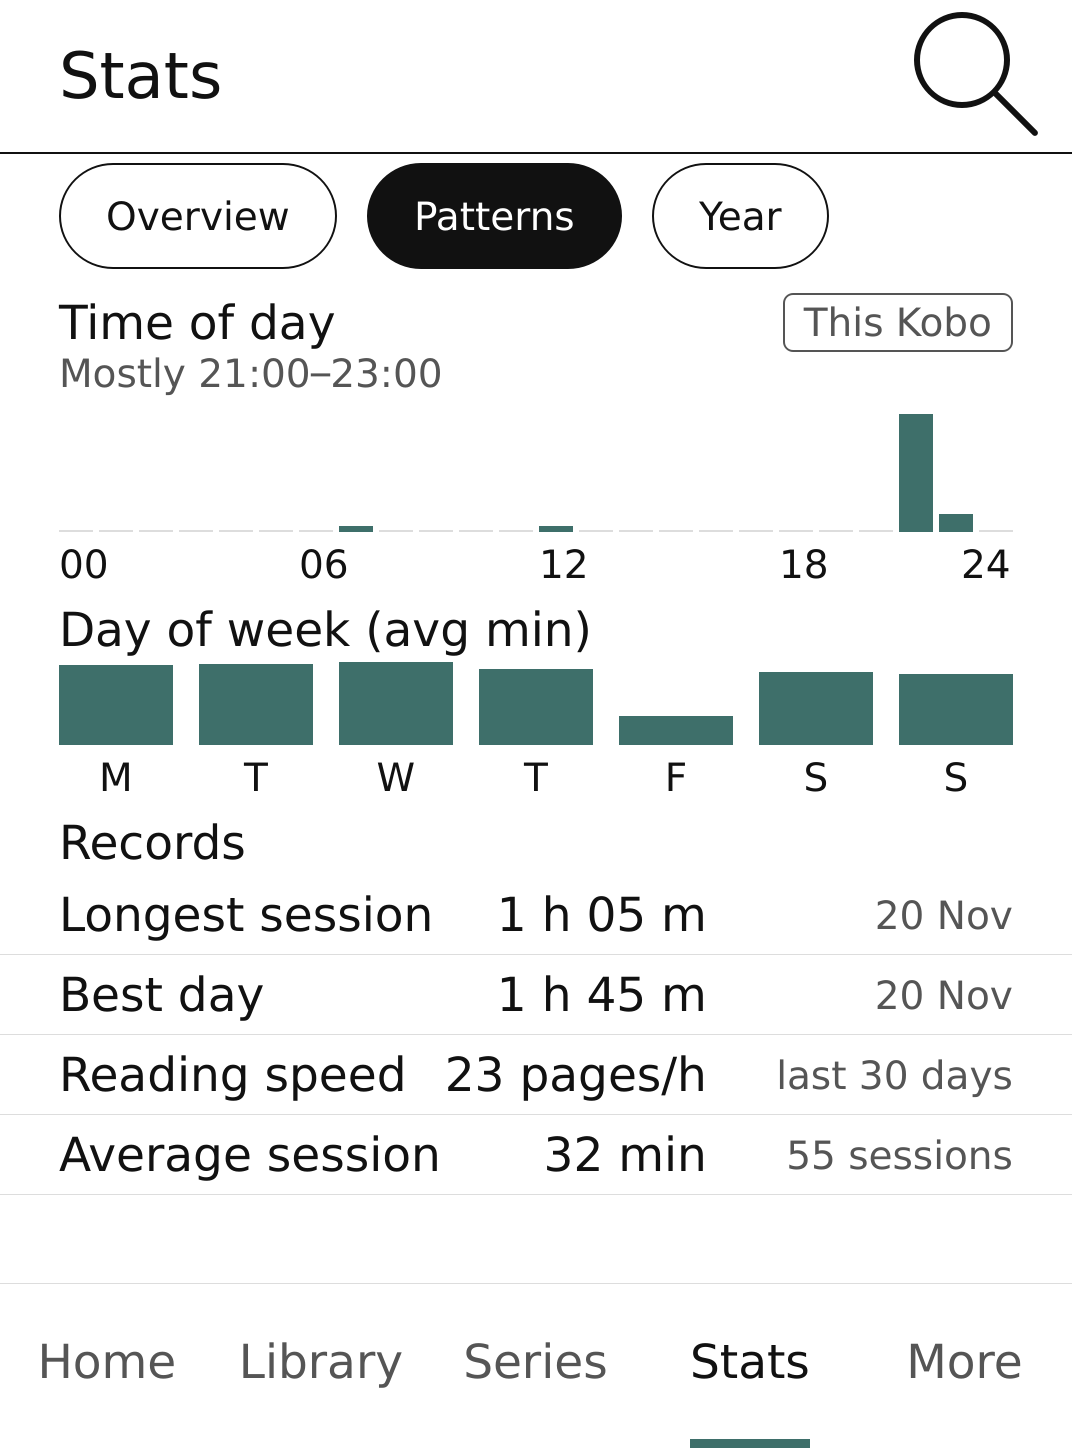 Stats
Overview Patterns Year
Time of day This Kobo
Mostly 21:00–23:00
00 06 12 18 24
Day of week (avg min)
M T W T F S S
Records
Longest session 1 h 05 m 20 Nov
Best day 1 h 45 m 20 Nov
Reading speed 23 pages/h last 30 days
Average session 32 min 55 sessions
Home Library Series Stats More